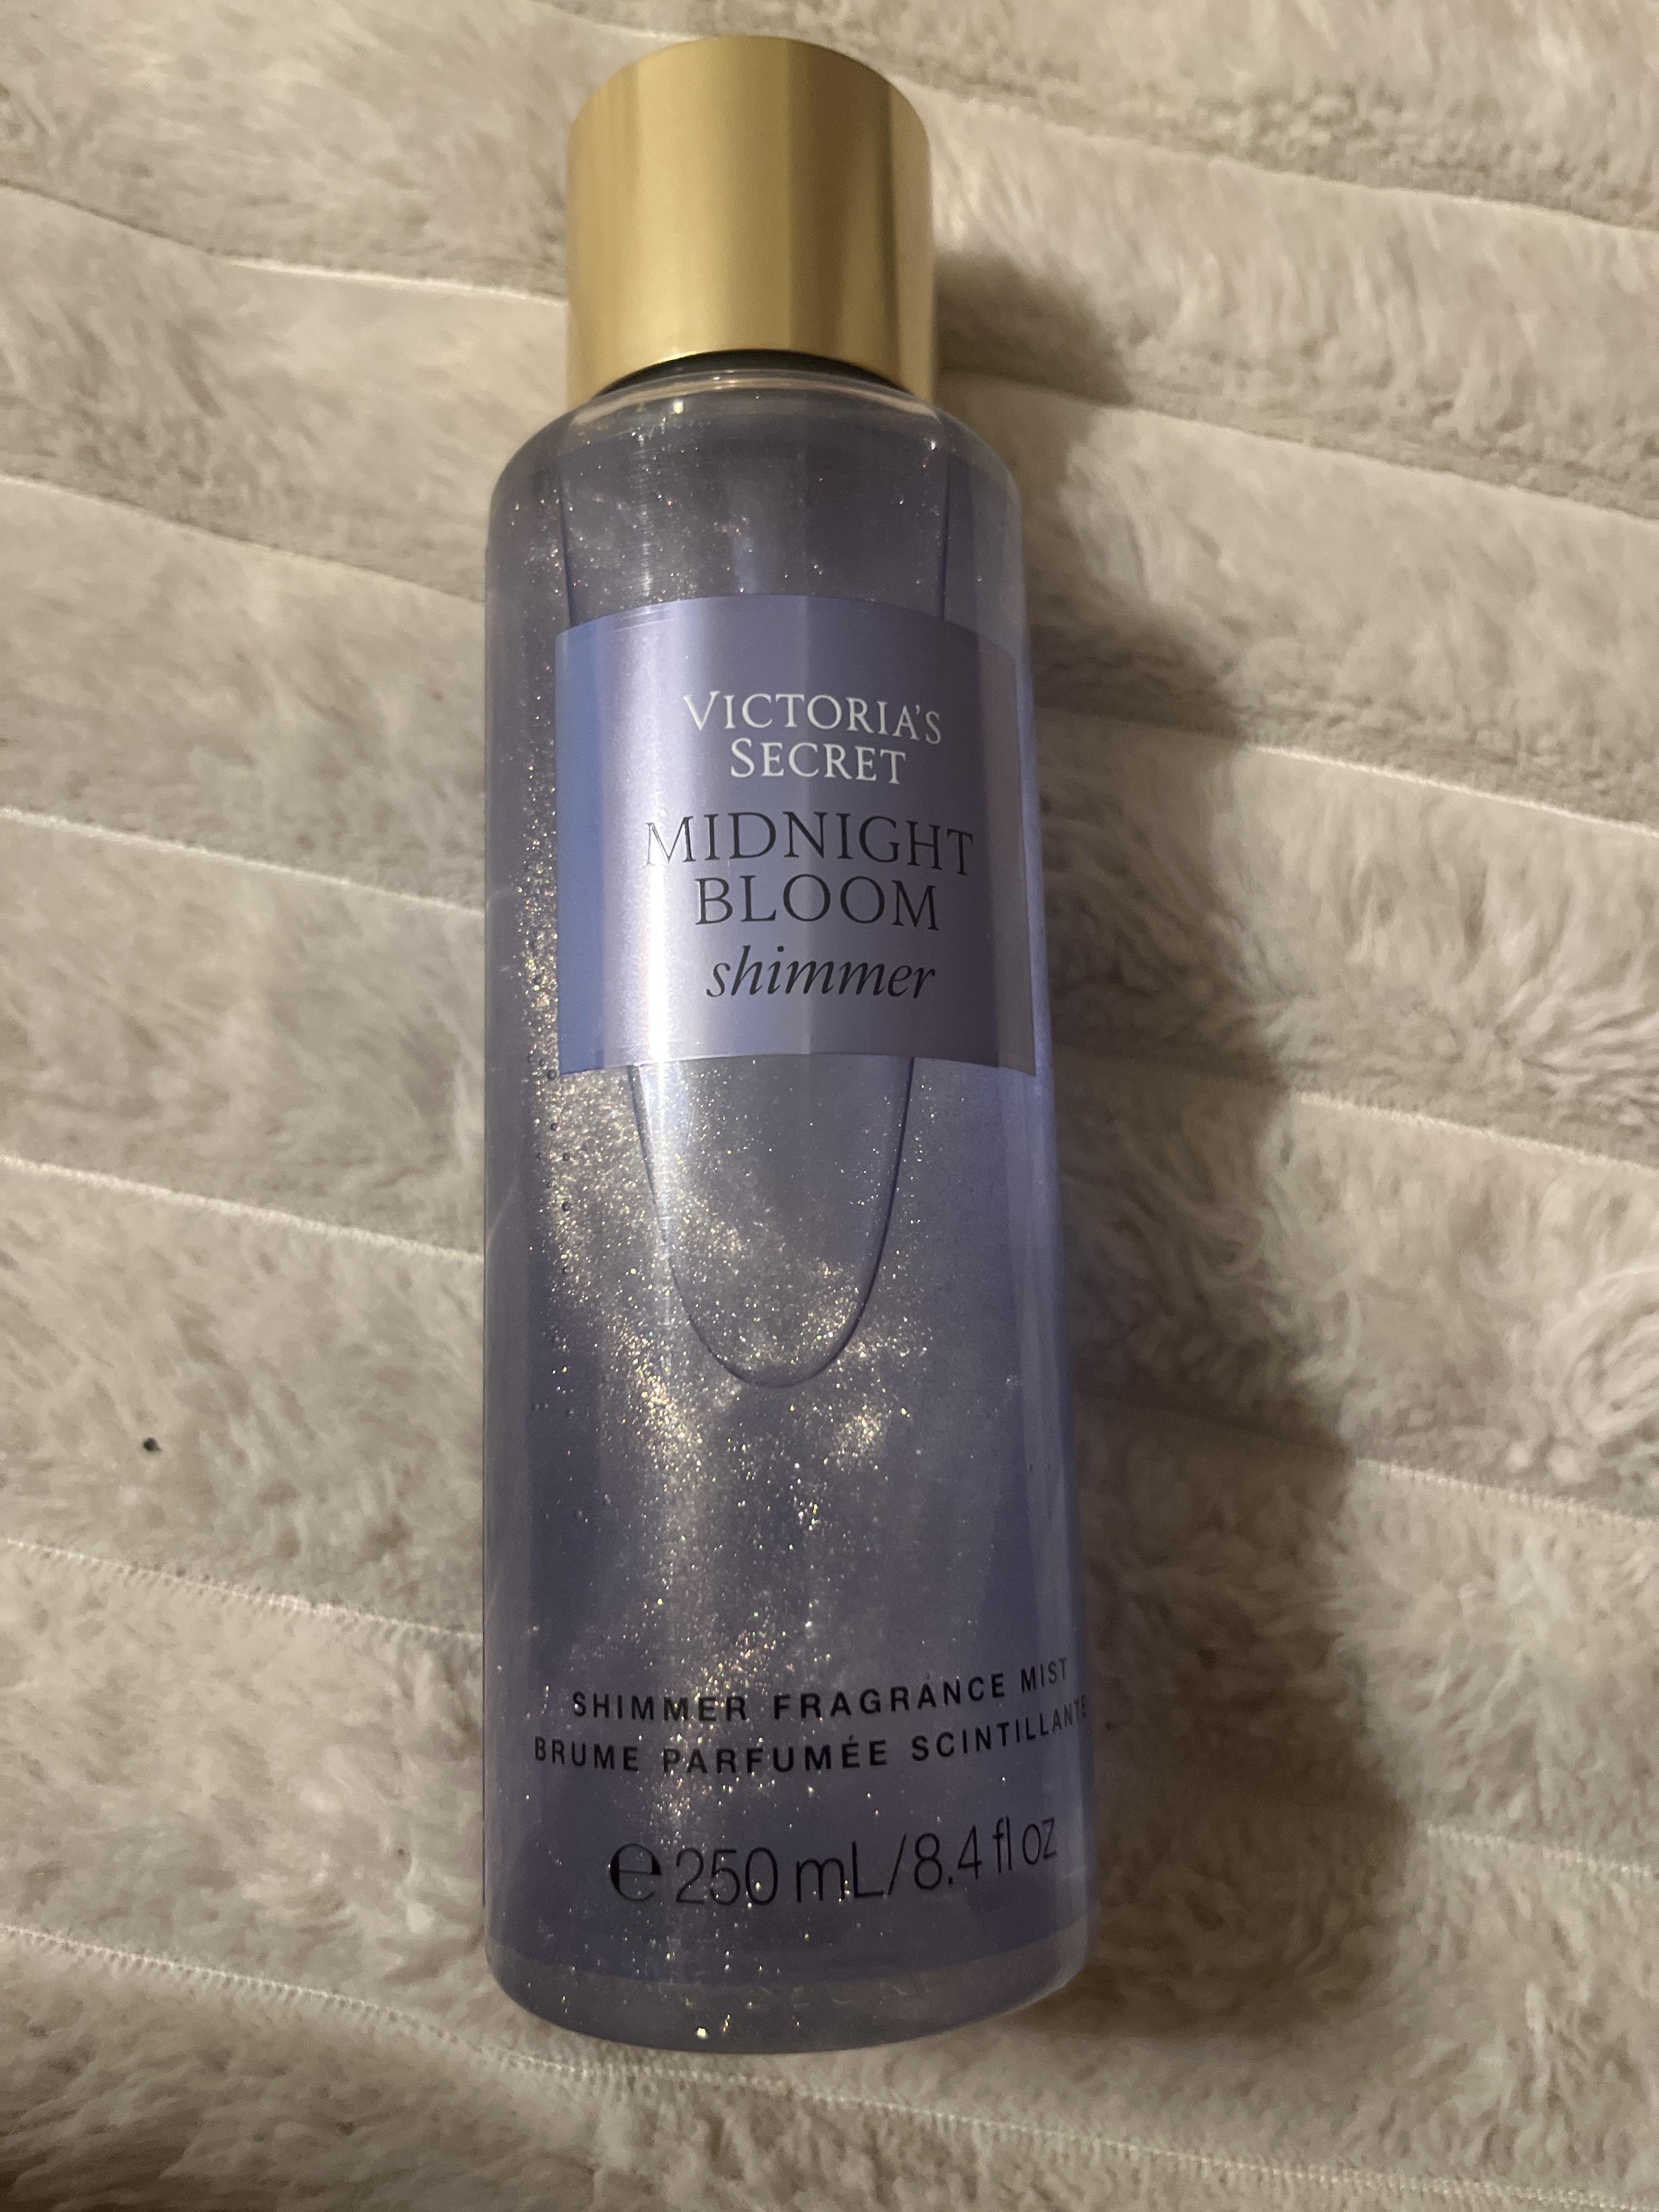 VICTORIA'S
SECRET
MIDNIGHT
BLOOM
shimmer
SHIMMER FRAGRANCE MIST
BRUME PARFUMÉE SCINTILLANTE
℮ 250 mL/8.4 fl oz